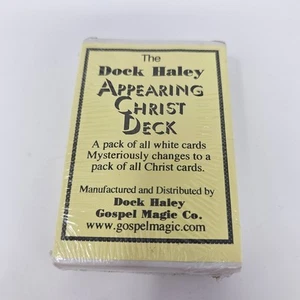 The
Dock Haley
APPEARING
CHRIST
DECK
A pack of all white cards
Mysteriously changes to a
pack of all Christ cards.
Manufactured and Distributed by
Dock Haley
Gospel Magic Co.
www.gospelmagic.com